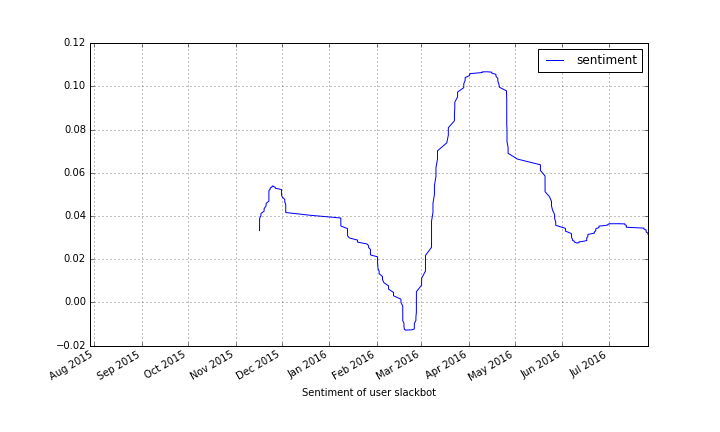 sentiment
0.12
0.10
0.08
0.06
0.04
0.02
0.00
−0.02
Aug 2015
Sep 2015
Oct 2015
Nov 2015
Dec 2015
Jan 2016
Feb 2016
Mar 2016
Apr 2016
May 2016
Jun 2016
Jul 2016
Sentiment of user slackbot